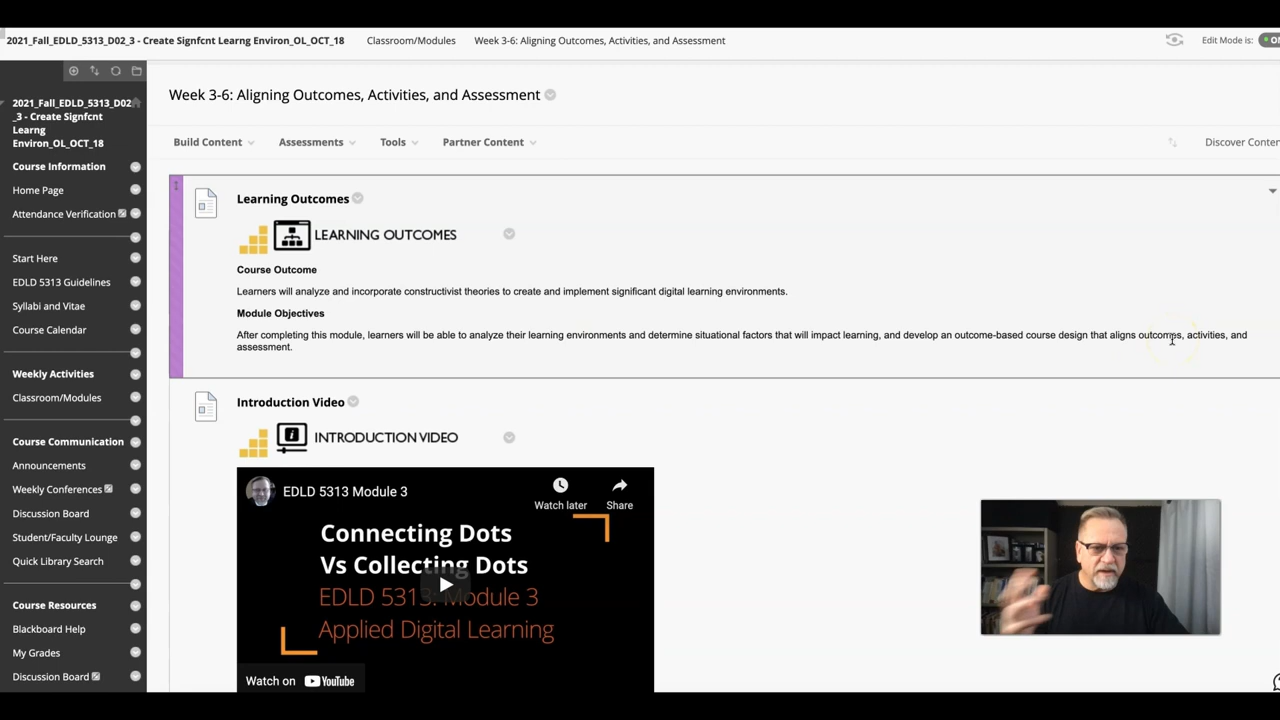 2021_Fall_EDLD_5313_D02_3 - Create Signfcnt Learng Environ_OL_OCT_18 Classroom/Modules Week 3-6: Aligning Outcomes, Activities, and Assessment Edit Mode is:
2021_Fall_EDLD_5313_D02
_3 - Create Signfcnt
Learng
Environ_OL_OCT_18
Course Information
Home Page
Attendance Verification
Start Here
EDLD 5313 Guidelines
Syllabi and Vitae
Course Calendar
Weekly Activities
Classroom/Modules
Course Communication
Announcements
Weekly Conferences
Discussion Board
Student/Faculty Lounge
Quick Library Search
Course Resources
Blackboard Help
My Grades
Discussion Board
Week 3-6: Aligning Outcomes, Activities, and Assessment
Build Content Assessments Tools Partner Content Discover
Learning Outcomes
LEARNING OUTCOMES
Course Outcome
Learners will analyze and incorporate constructivist theories to create and implement significant digital learning environments.
Module Objectives
After completing this module, learners will be able to analyze their learning environments and determine situational factors that will impact learning, and develop an outcome-based course design that aligns outcomes, activities, and
assessment.
Introduction Video
INTRODUCTION VIDEO
EDLD 5313 Module 3
Watch later Share
Connecting Dots
Vs Collecting Dots
EDLD 5313: Module 3
Applied Digital Learning
Watch on YouTube